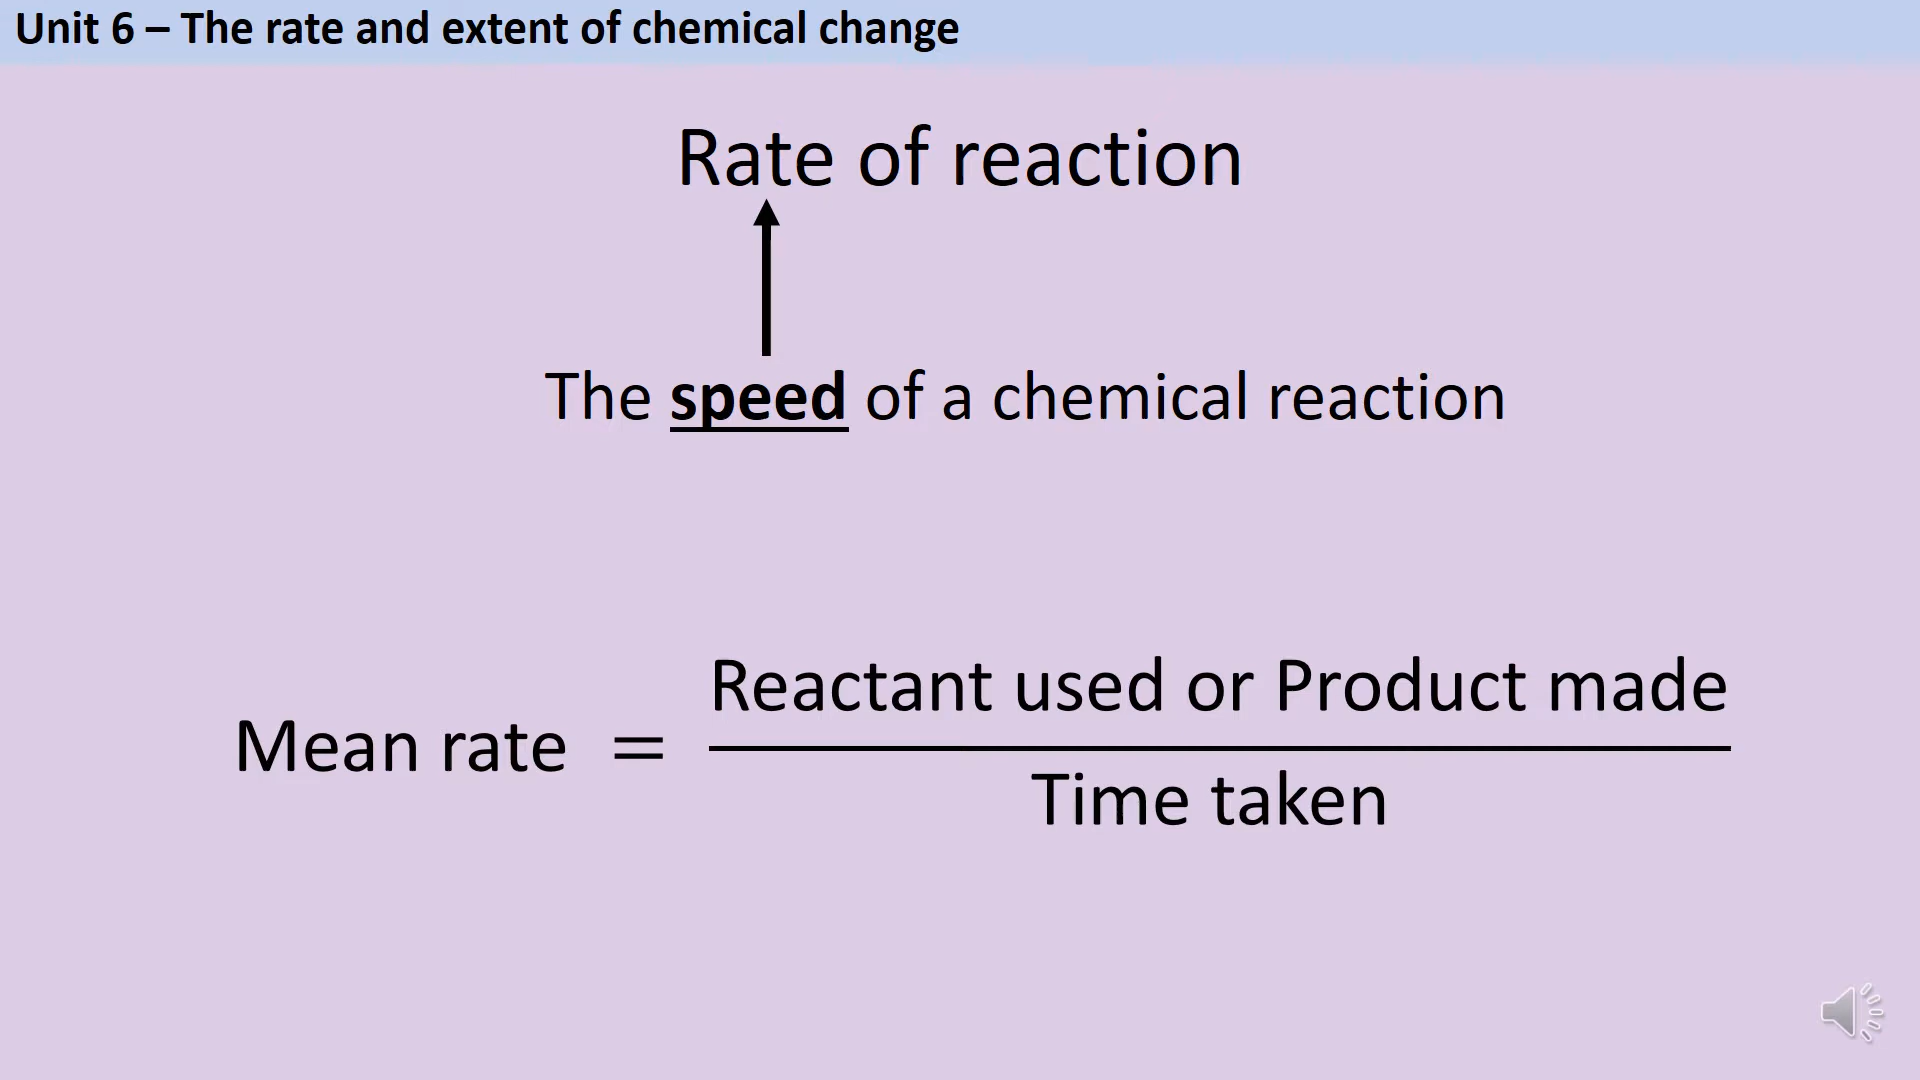 Unit 6 – The rate and extent of chemical change
Rate of reaction
The speed of a chemical reaction
Reactant used or Product made
Mean rate =
Time taken